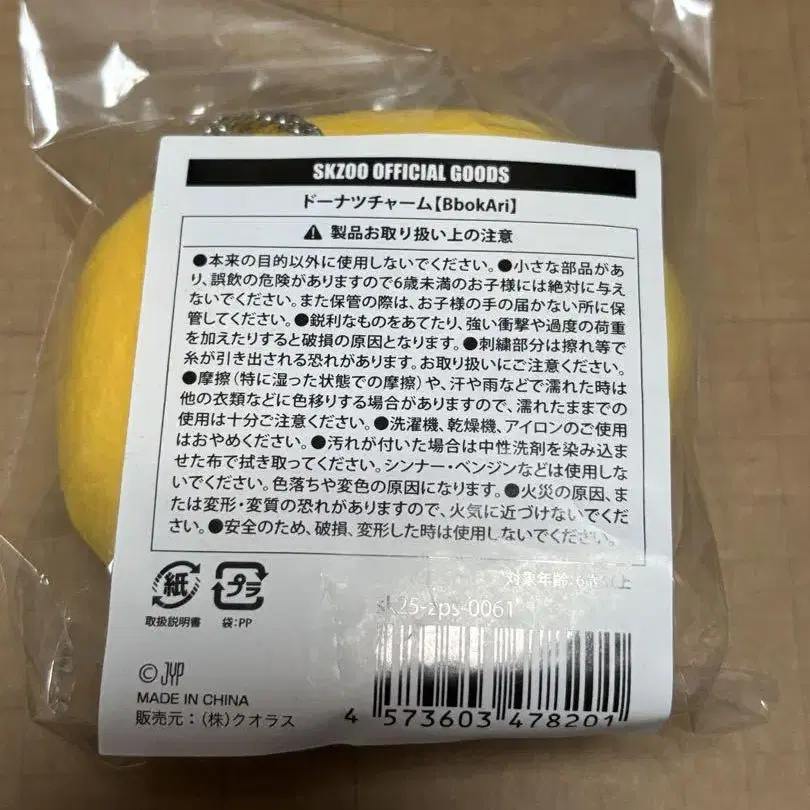 SKZOO OFFICIAL GOODS
ドーナツチャーム【BbokAri】
製品お取り扱い上の注意
●本来の目的以外に使用しないでください。●小さな部品があ
り、誤飲の危険がありますので6歳未満のお子様には絶対に与え
ないでください。また保管の際は、お子様の手の届かない所に保
管してください。●鋭利なものをあてたり、強い衝撃や過度の荷重
を加えたりすると破損の原因となります。●刺繍部分は擦れ等で
糸が引き出される恐れがあります。お取り扱いにご注意ください。
●摩擦（特に湿った状態での摩擦）や、汗や雨などで濡れた時は
他の衣類などに色移りする場合がありますので、濡れたままでの
使用は十分ご注意ください。●洗濯機、乾燥機、アイロンのご使用
はおやめください。●汚れが付いた場合は中性洗剤を染み込ま
せた布で拭き取ってください。シンナー・ベンジンなどは使用しな
いでください。色落ちや変色の原因になります。●火災の原因、ま
たは変形・変質の恐れがありますので、火気に近づけないでくだ
さい。●安全のため、破損、変形した時は使用しないでください。
対象年齢:6歳以上
紙
プラ
取扱説明書
袋:PP
sk25-zps-0061
© JYP
MADE IN CHINA
販売元：（株）クオラス
4 573603 478201